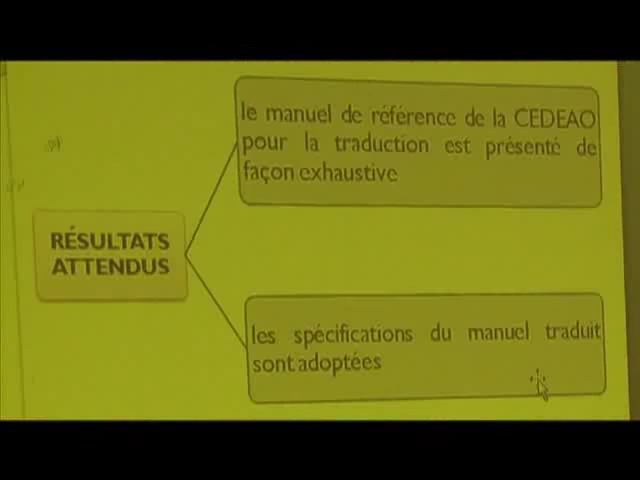 le manuel de référence de la CEDEAO
pour la traduction est présenté de
façon exhaustive
RÉSULTATS
ATTENDUS
les spécifications du manuel traduit
sont adoptées